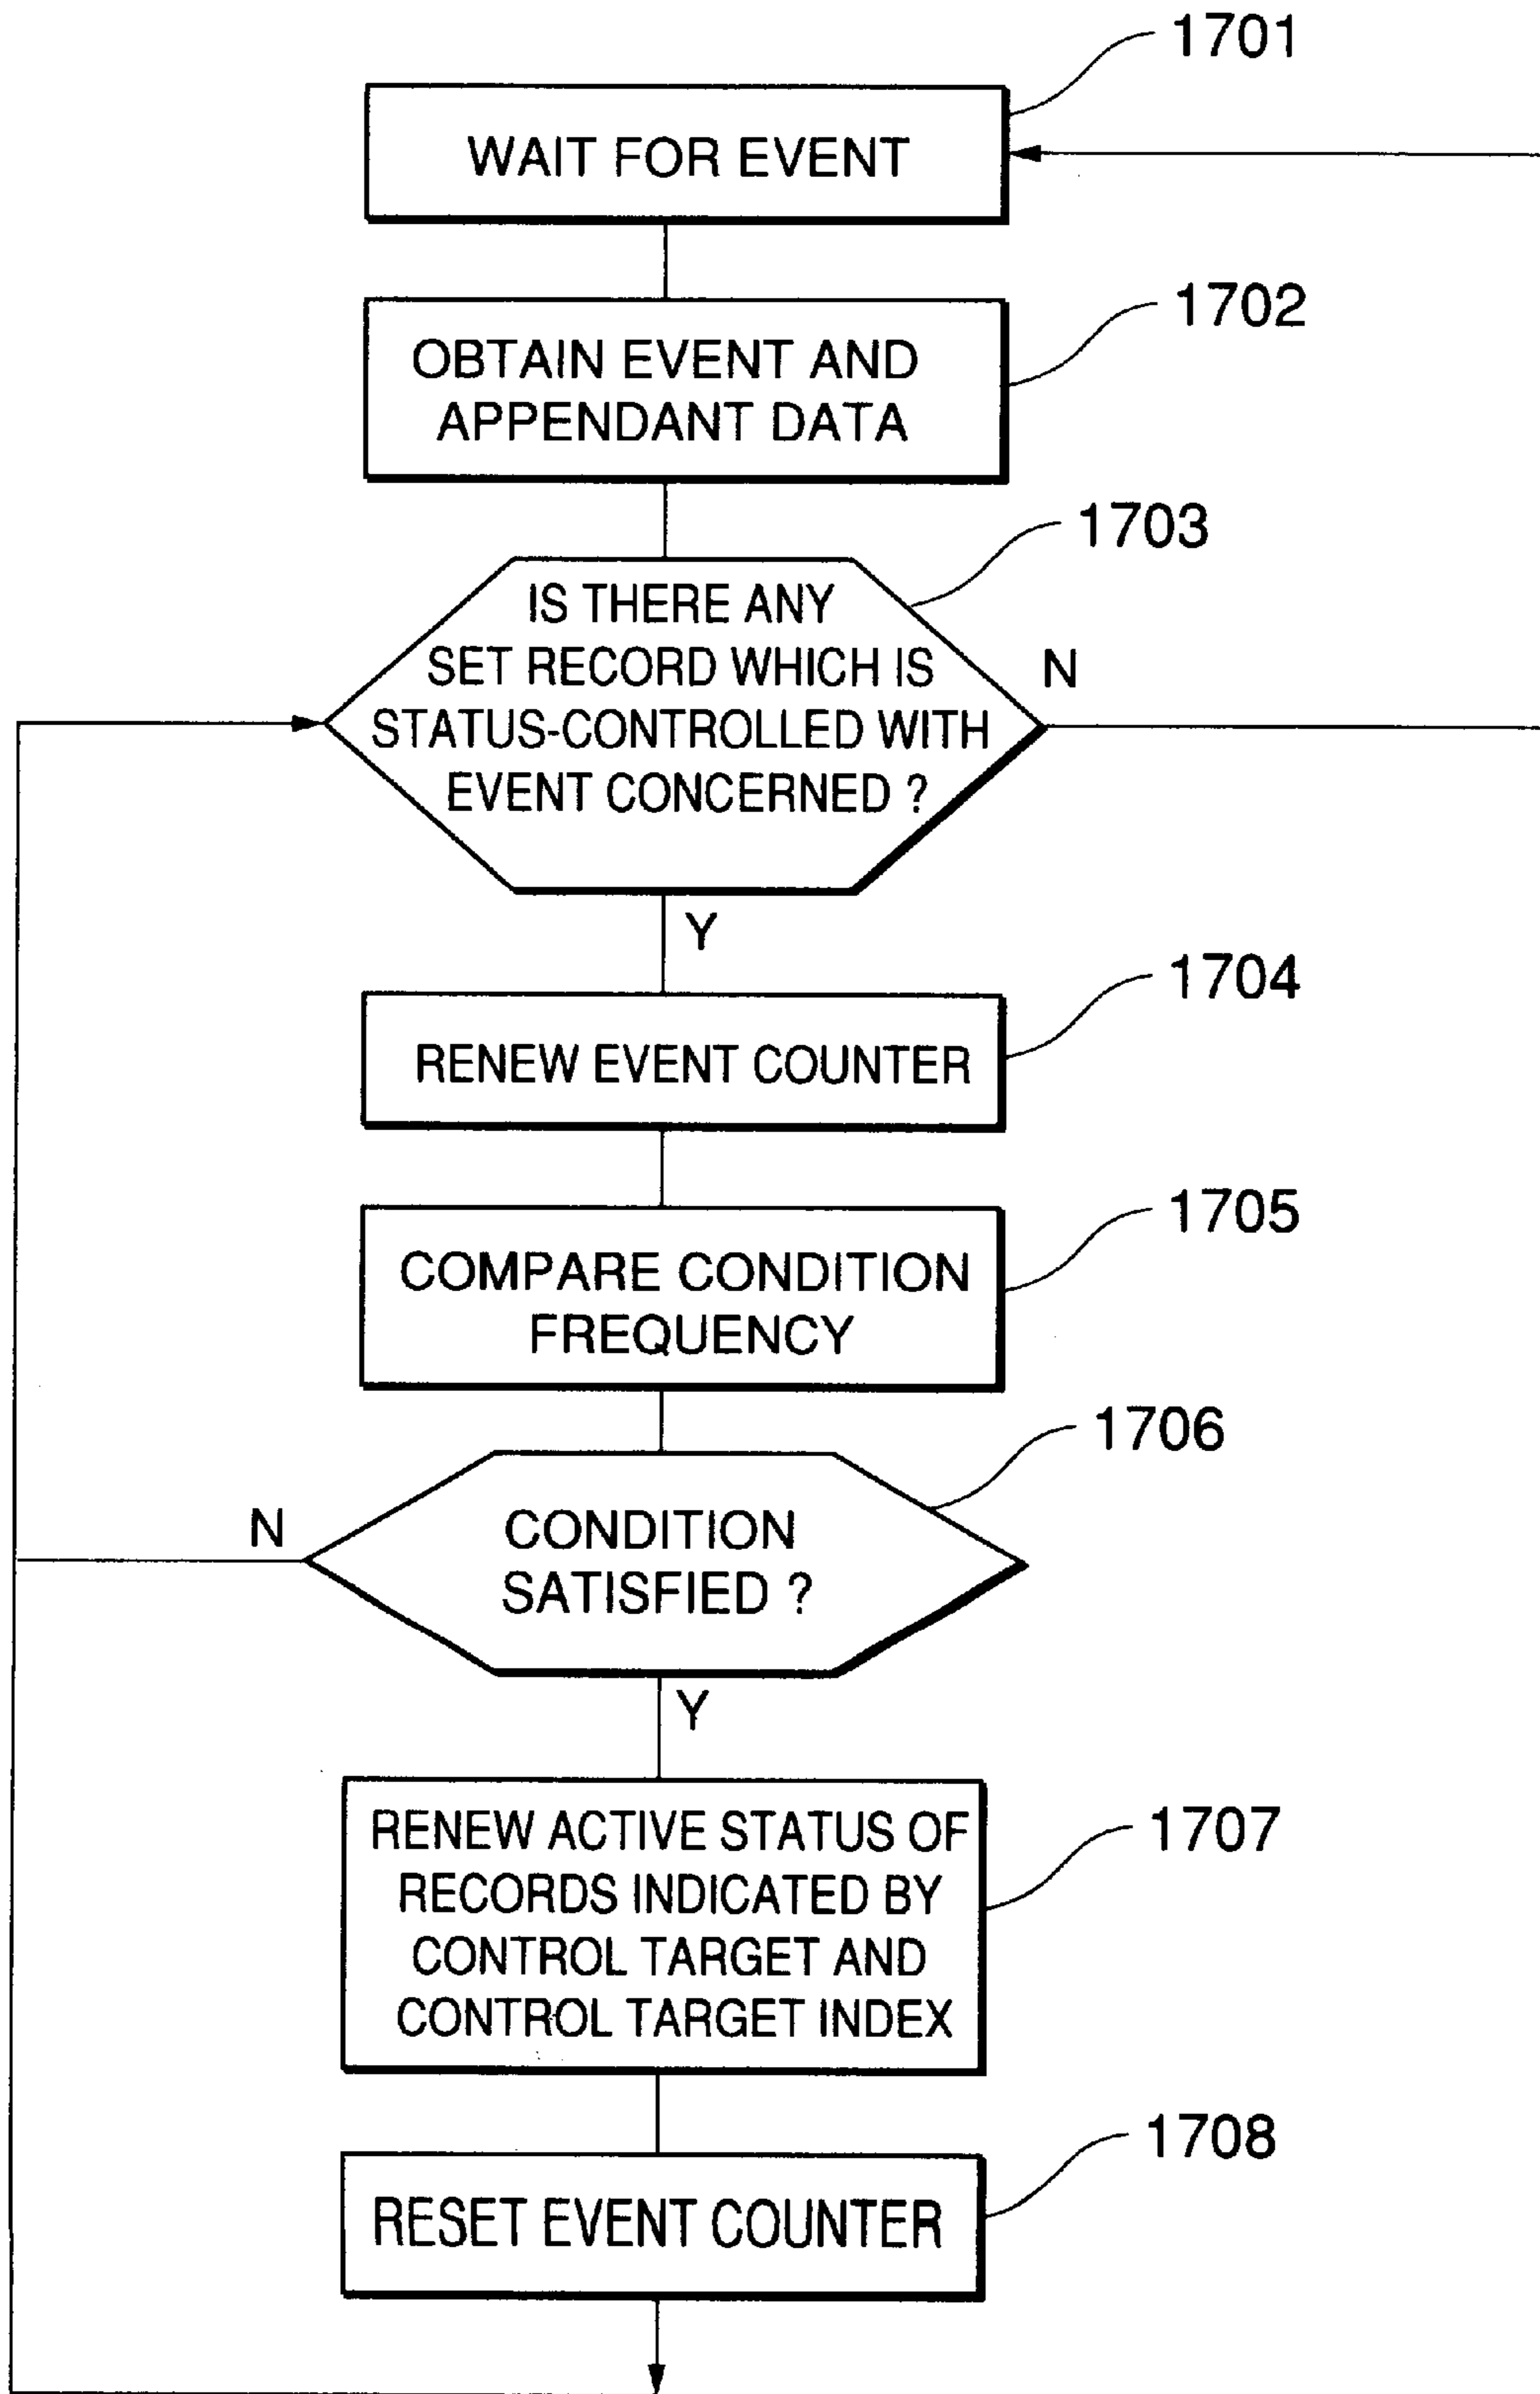 1701
WAIT FOR EVENT
1702
OBTAIN EVENT AND
APPENDANT DATA
1703
IS THERE ANY
SET RECORD WHICH IS
STATUS-CONTROLLED WITH
EVENT CONCERNED ?
N
Y
1704
RENEW EVENT COUNTER
1705
COMPARE CONDITION
FREQUENCY
1706
CONDITION
SATISFIED ?
N
Y
1707
RENEW ACTIVE STATUS OF
RECORDS INDICATED BY
CONTROL TARGET AND
CONTROL TARGET INDEX
1708
RESET EVENT COUNTER